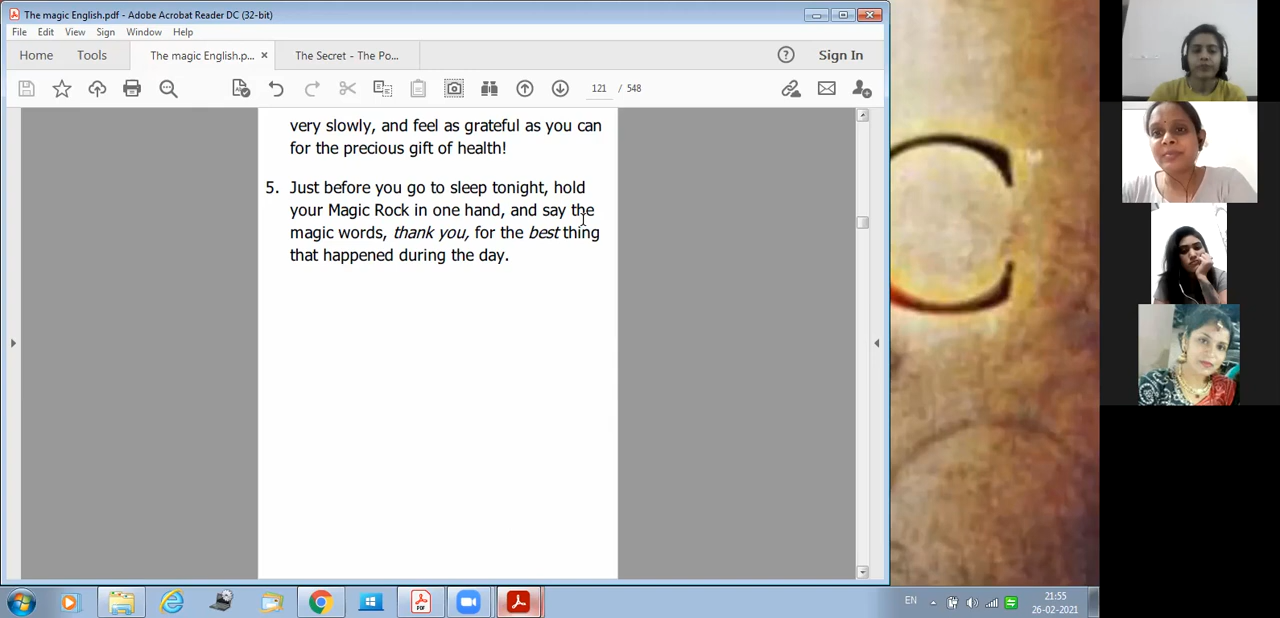 The magic English.pdf - Adobe Acrobat Reader DC (32-bit)
File Edit View Sign Window Help
Home Tools The magic English.p... × The Secret - The Po... Sign In
121 / 548
very slowly, and feel as grateful as you can
for the precious gift of health!
5. Just before you go to sleep tonight, hold
your Magic Rock in one hand, and say the
magic words, thank you, for the best thing
that happened during the day.
EN 21:55
26-02-2021